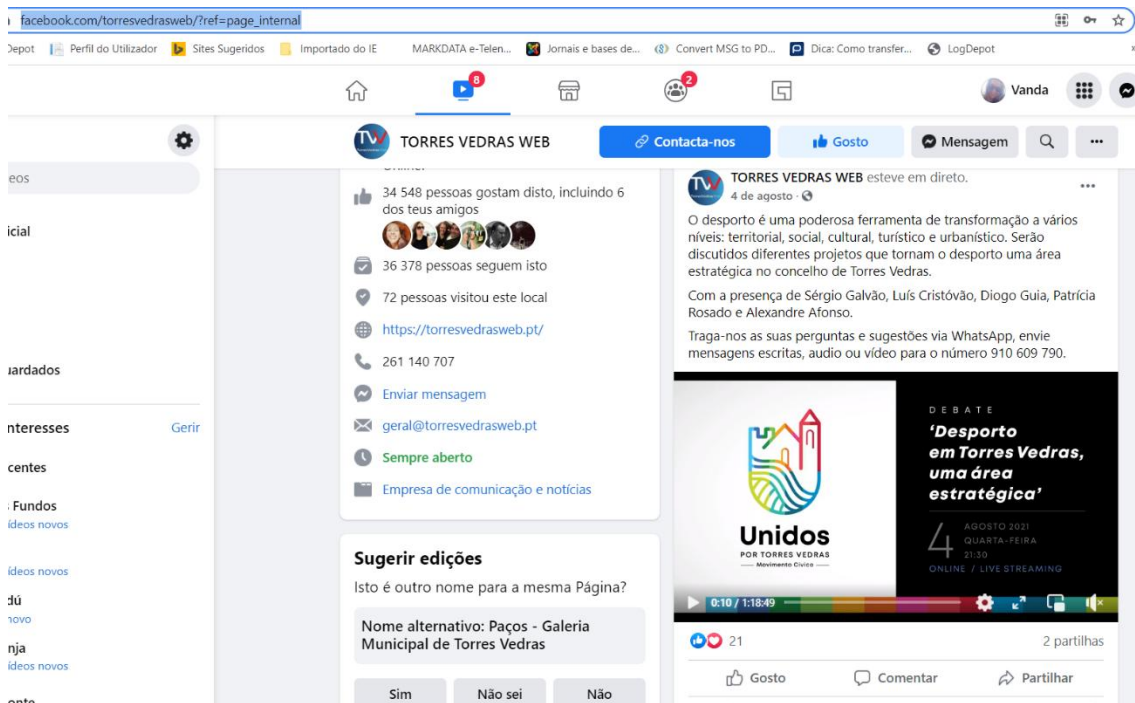 facebook.com/torresvedrasweb/?ref=page_internal
Depot
Perfil do Utilizador
Sites Sugeridos
Importado do IE
MARKDATA e-Telen...
Jornais e bases de...
Convert MSG to PD...
Dica: Como transfer...
LogDepot
8
2
Vanda
TORRES VEDRAS WEB
Contacta-nos
Gosto
Mensagem
eos
icial
uardados
nteresses
Gerir
centes
s Fundos
ídeos novos
ídeos novos
dú
novo
nja
ídeos novos
onte
34 548 pessoas gostam disto, incluindo 6
dos teus amigos
36 378 pessoas seguem isto
72 pessoas visitou este local
https://torresvedrasweb.pt/
261 140 707
Enviar mensagem
geral@torresvedrasweb.pt
Sempre aberto
Empresa de comunicação e notícias
Sugerir edições
Isto é outro nome para a mesma Página?
Nome alternativo: Paços - Galeria
Municipal de Torres Vedras
Sim
Não sei
Não
TORRES VEDRAS WEB esteve em direto.
4 de agosto ·
O desporto é uma poderosa ferramenta de transformação a vários
níveis: territorial, social, cultural, turístico e urbanístico. Serão
discutidos diferentes projetos que tornam o desporto uma área
estratégica no concelho de Torres Vedras.
Com a presença de Sérgio Galvão, Luís Cristóvão, Diogo Guia, Patrícia
Rosado e Alexandre Afonso.
Traga-nos as suas perguntas e sugestões via WhatsApp, envie
mensagens escritas, audio ou vídeo para o número 910 609 790.
Unidos
POR TORRES VEDRAS
Movimento Cívico
DEBATE
'Desporto
em Torres Vedras,
uma área
estratégica'
4
AGOSTO 2021
QUARTA-FEIRA
21:30
ONLINE / LIVE STREAMING
0:10 / 1:18:49
21
2 partilhas
Gosto
Comentar
Partilhar